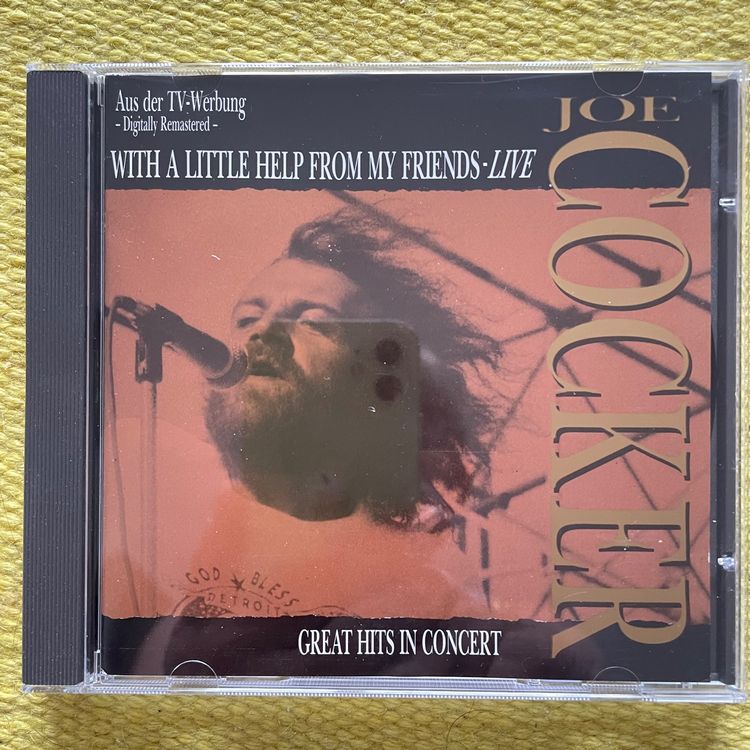 Aus der TV-Werbung
- Digitally Remastered -
WITH A LITTLE HELP FROM MY FRIENDS - LIVE
JOE
COCKER
GOD ★ BLESS
DETROIT
GREAT HITS IN CONCERT